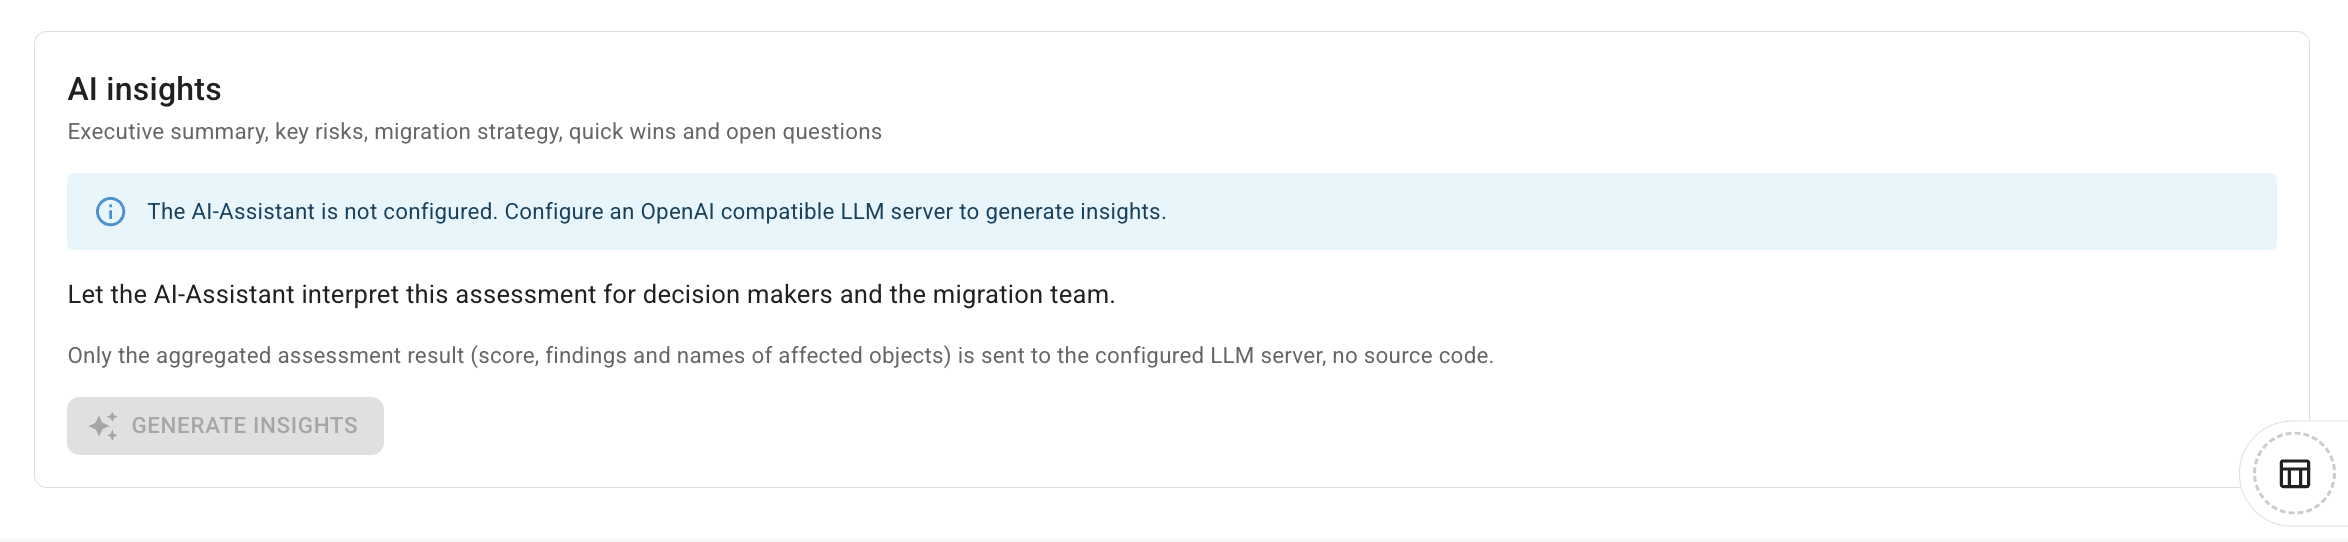 AI insights
Executive summary, key risks, migration strategy, quick wins and open questions
The AI-Assistant is not configured. Configure an OpenAI compatible LLM server to generate insights.
Let the AI-Assistant interpret this assessment for decision makers and the migration team.
Only the aggregated assessment result (score, findings and names of affected objects) is sent to the configured LLM server, no source code.
GENERATE INSIGHTS